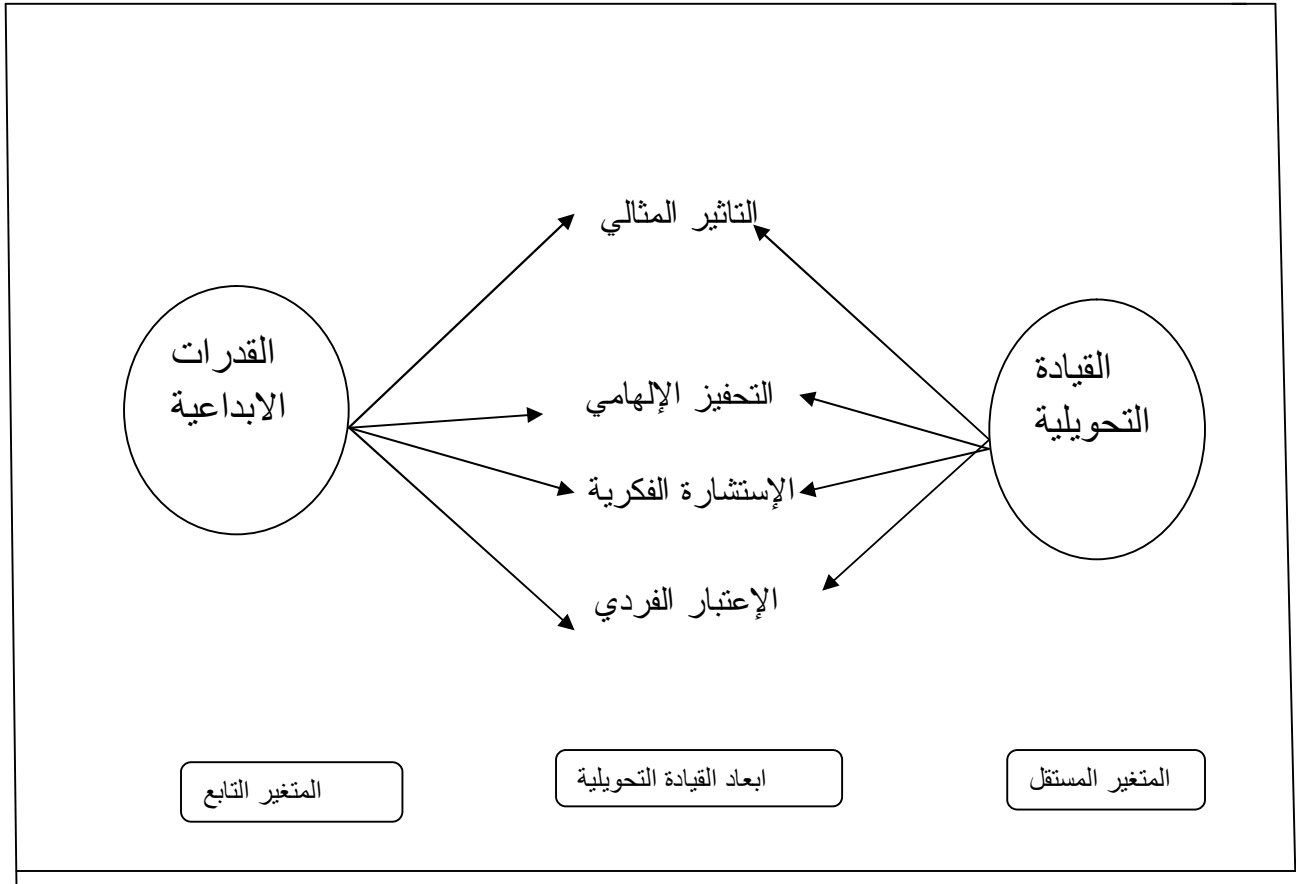 التاثير المثالي
القيادة
التحويلية
القدرات
الابداعية
التحفيز الإلهامي
الإستشارة الفكرية
الإعتبار الفردي
المتغير المستقل
ابعاد القيادة التحويلية
المتغير التابع